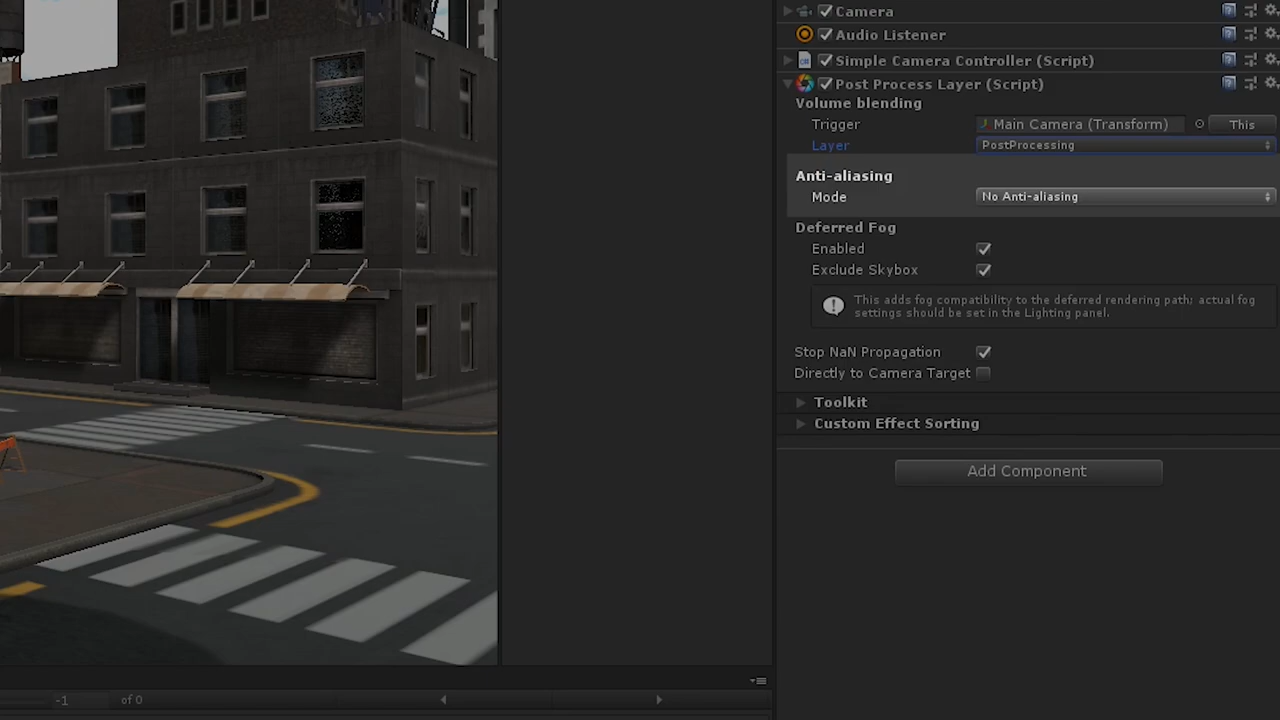 Camera
Audio Listener
Simple Camera Controller (Script)
Post Process Layer (Script)
Volume blending
Trigger Main Camera (Transform) This
Layer PostProcessing
Anti-aliasing
Mode No Anti-aliasing
Deferred Fog
Enabled
Exclude Skybox
This adds fog compatibility to the deferred rendering path; actual fog
settings should be set in the Lighting panel.
Stop NaN Propagation
Directly to Camera Target
Toolkit
Custom Effect Sorting
Add Component
-1 of 0